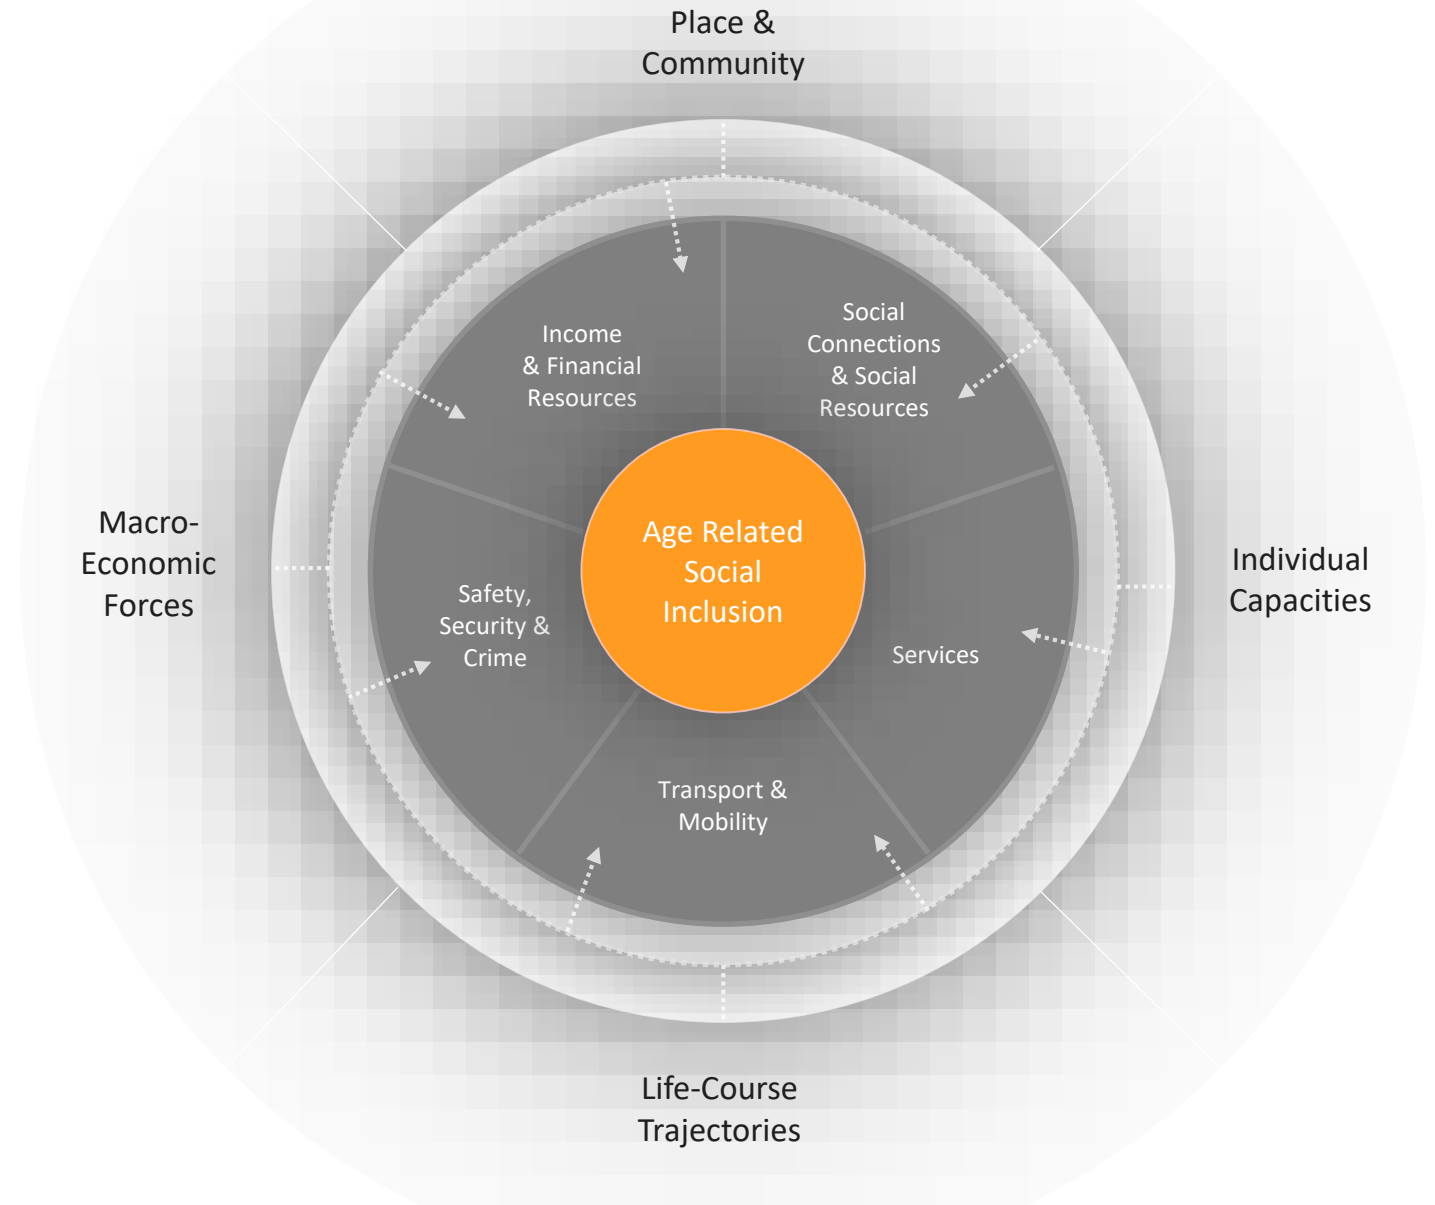 Place &
Community
Income
& Financial
Resources
Social
Connections
& Social
Resources
Macro-
Economic
Forces
Age Related
Social
Inclusion
Individual
Capacities
Safety,
Security &
Crime
Services
Transport &
Mobility
Life-Course
Trajectories